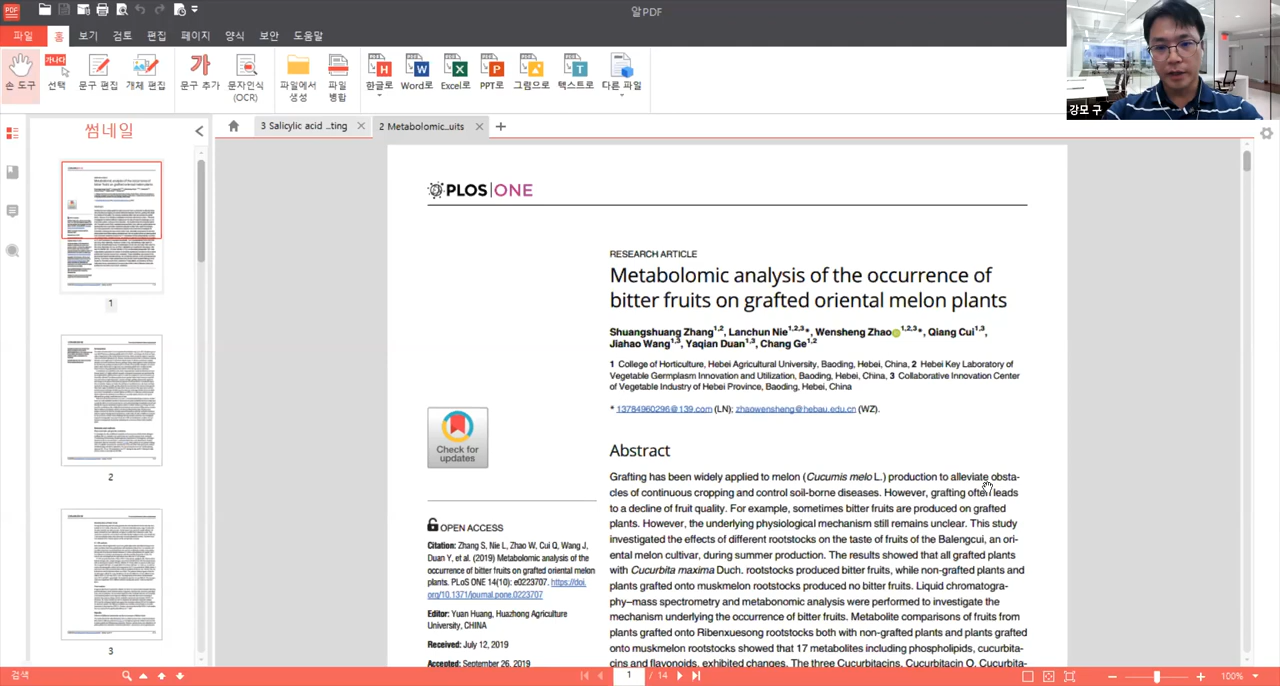 알PDF
파일 홈 보기 검토 편집 페이지 양식 보안 도움말
손 도구 선택 문구 편집 개체 편집 문구 추가 문자인식 (OCR) 파일에서 생성 파일 병합 한글로 Word로 Excel로 PPT로 그림으로 텍스트로 다른 파일
강모 구
썸네일
3 Salicylic acid ...ting
2 Metabolomic...uits
1
2
3
PLOS ONE
RESEARCH ARTICLE
Metabolomic analysis of the occurrence of
bitter fruits on grafted oriental melon plants
Shuangshuang Zhang1,2, Lanchun Nie1,2,3*, Wensheng Zhao1,2,3*, Qiang Cui1,3,
Jiahao Wang1,3, Yaqian Duan1,3, Chang Ge1,2
1 College of Horticulture, Hebei Agricultural University, Baoding, Hebei, China, 2 Hebei Key Laboratory of
Vegetable Germplasm Innovation and Utilization, Baoding, Hebei, China, 3 Collaborative Innovation Center
of Vegetable Industry of Hebei Province, Baoding, Hebei, China
* 13784960296@139.com (LN); zhaowensheng@hebau.edu.cn (WZ).
Check for
updates
Abstract
Grafting has been widely applied to melon (Cucumis melo L.) production to alleviate obsta-
cles of continuous cropping and control soil-borne diseases. However, grafting often leads
to a decline of fruit quality. For example, sometimes bitter fruits are produced on grafted
plants. However, the underlying physiological mechanism still remains unclear. This study
investigated the effects of different rootstocks on the taste of fruits of the Balengcui, an ori-
ental melon cultivar, during summer production. The results showed that all grafted plants
with Cucurbita maxima Duch. rootstocks produced bitter fruits, while non-grafted plants and
plants grafted onto muskmelon rootstocks produced no bitter fruits. Liquid chromatogra-
phy–mass spectrometry and metabonomic analysis were performed to investigate the
mechanism underlying the occurrence of bitter fruits. Metabolite comparisons of fruits from
plants grafted onto Ribenxuesong rootstocks both with non-grafted plants and plants grafted
onto muskmelon rootstocks showed that 17 metabolites including phospholipids, cucurbita-
cins and flavonoids, exhibited changes. The three Cucurbitacins, Cucurbitacin O, Cucurbita-
OPEN ACCESS
Citation: Zhang S, Nie L, Zhao W, Cui Q, Wang J,
Duan Y, et al. (2019) Metabolomic analysis of the
occurrence of bitter fruits on grafted oriental melon
plants. PLoS ONE 14(10): e0223707. https://doi.
org/10.1371/journal.pone.0223707
Editor: Yuan Huang, Huazhong Agriculture
University, CHINA
Received: July 12, 2019
Accepted: September 26, 2019
검색
1 / 14
100%